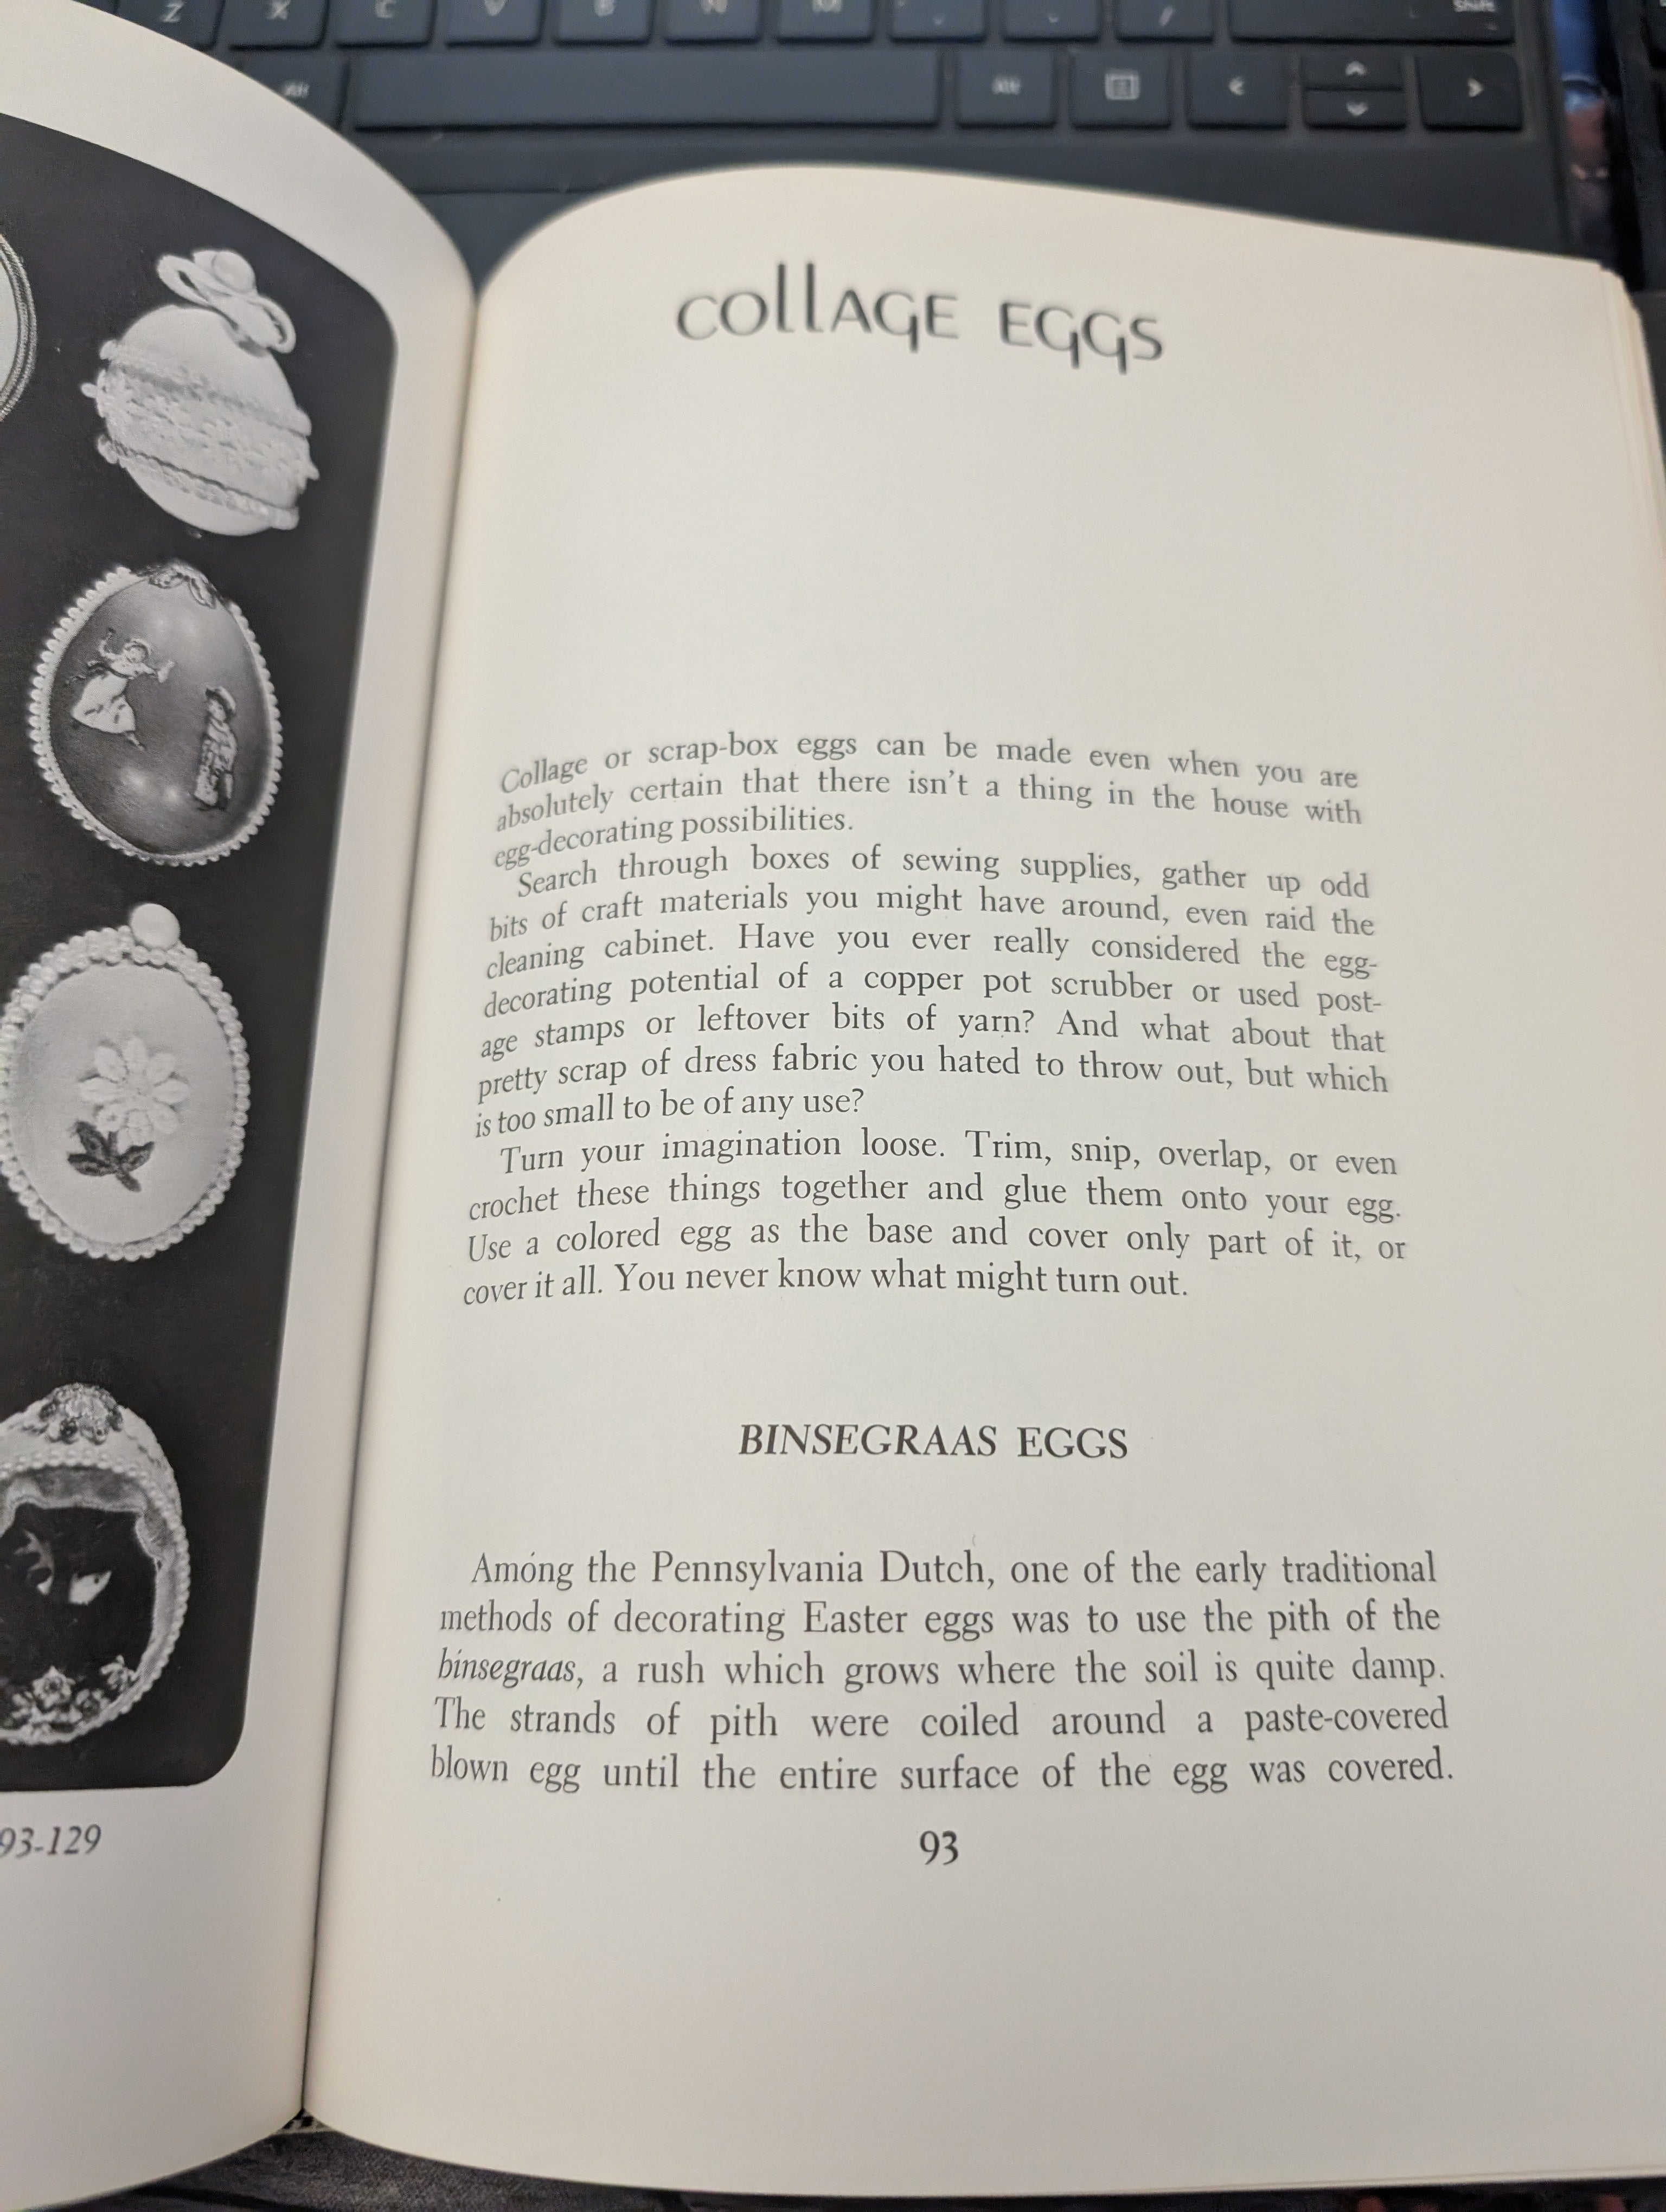 Z X C V B N M / Shift
Alt Alt < >
COLLAGE EGGS
Collage or scrap-box eggs can be made even when you are
absolutely certain that there isn't a thing in the house with
egg-decorating possibilities.
Search through boxes of sewing supplies, gather up odd
bits of craft materials you might have around, even raid the
cleaning cabinet. Have you ever really considered the egg-
decorating potential of a copper pot scrubber or used post-
age stamps or leftover bits of yarn? And what about that
pretty scrap of dress fabric you hated to throw out, but which
is too small to be of any use?
Turn your imagination loose. Trim, snip, overlap, or even
crochet these things together and glue them onto your egg.
Use a colored egg as the base and cover only part of it, or
cover it all. You never know what might turn out.
BINSEGRAAS EGGS
Among the Pennsylvania Dutch, one of the early traditional
methods of decorating Easter eggs was to use the pith of the
binsegraas, a rush which grows where the soil is quite damp.
The strands of pith were coiled around a paste-covered
blown egg until the entire surface of the egg was covered.
93
93-129